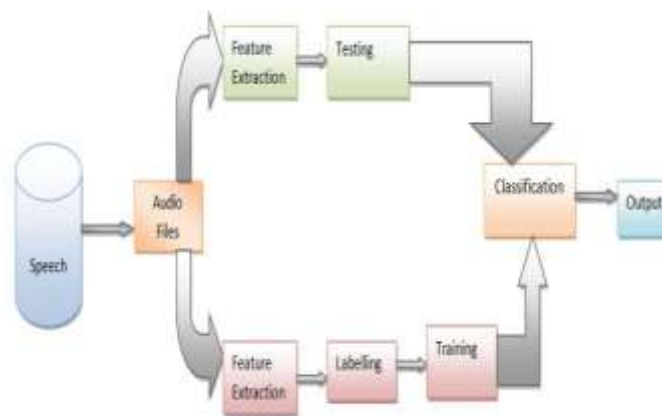 Feature
Extraction
Testing
Speech
Audio
Files
Classification
Output
Feature
Extraction
Labelling
Training